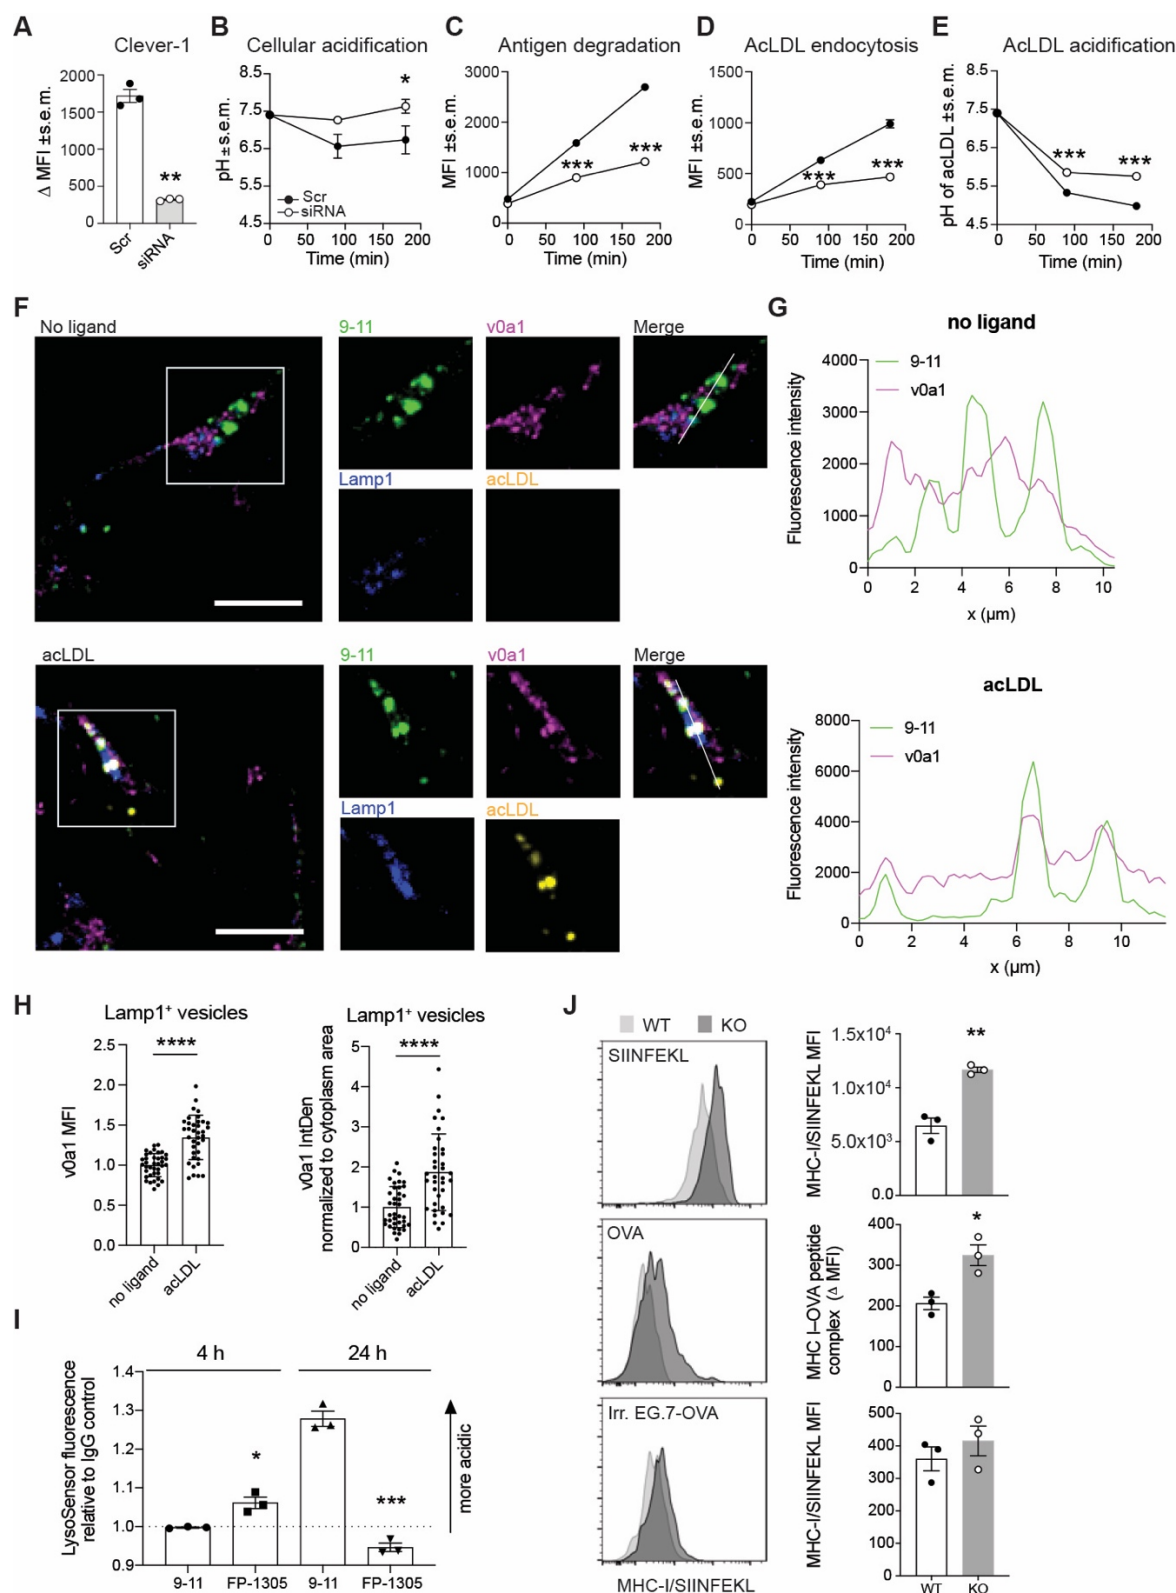 A
Clever-1
Δ MFI ±s.e.m.
2000
1500
1000
500
0
**
Scr
siRNA
B
Cellular acidification
pH ± s.e.m.
8.5
7.5
6.5
4.5
*
Scr
siRNA
0 50 100 150 200
Time (min)
C
Antigen degradation
MFI ±s.e.m.
3000
2000
1000
0
*** ***
0 50 100 150 200
Time (min)
D
AcLDL endocytosis
MFI ±s.e.m.
1500
1000
500
0
*** ***
0 50 100 150 200
Time (min)
E
AcLDL acidification
pH of acLDL ±s.e.m.
8.5
7.5
6.5
5.5
4.5
*** ***
0 50 100 150 200
Time (min)
F
No ligand
9-11
v0a1
Merge
Lamp1
acLDL
acLDL
9-11
v0a1
Merge
Lamp1
acLDL
G
no ligand
9-11
v0a1
Fluorescence intensity
4000
3000
2000
1000
0
0 2 4 6 8 10
x (µm)
acLDL
9-11
v0a1
Fluorescence intensity
8000
6000
4000
2000
0
0 2 4 6 8 10
x (µm)
H
Lamp1⁺ vesicles
****
v0a1 MFI
2.5
2.0
1.5
1.0
0.5
0.0
no ligand
acLDL
Lamp1⁺ vesicles
****
v0a1 IntDen
normalized to cytoplasm area
5
4
3
2
1
0
no ligand
acLDL
I
4 h
24 h
LysoSensor fluorescence
relative to IgG control
1.4
1.3
1.2
1.1
1.0
0.9
*
***
more acidic
9-11 FP-1305 9-11 FP-1305
J
WT KO
SIINFEKL
OVA
Irr. EG.7-OVA
MHC-I/SIINFEKL
MHC-I/SIINFEKL MFI
1.5x10⁴
1.0x10⁴
5.0x10³
0.0
**
MHC I–OVA peptide
complex (Δ MFI)
400
300
200
100
0
*
MHC-I/SIINFEKL MFI
500
400
300
200
100
0
WT KO